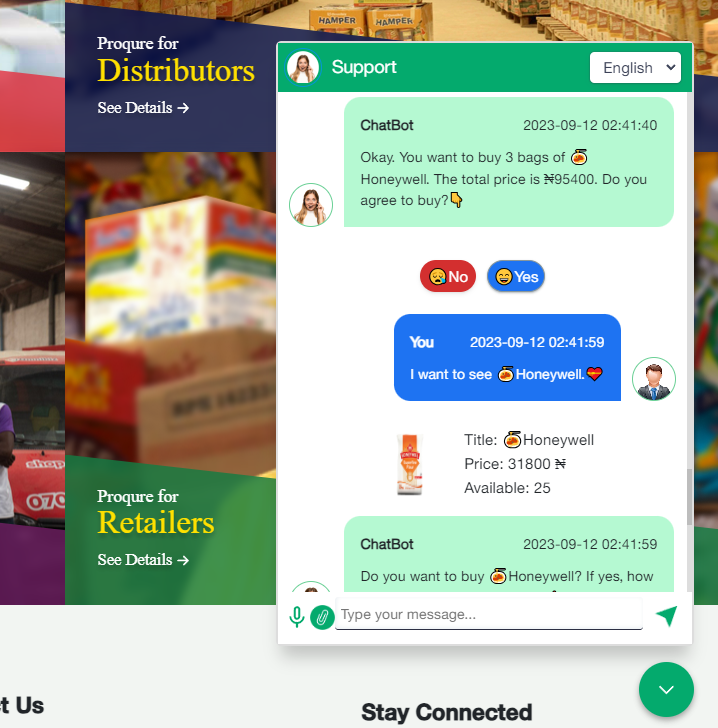 HAMPER
HAMPER
Proqure for
Distributors
See Details →
Support
English
ChatBot 2023-09-12 02:41:40
Okay. You want to buy 3 bags of
Honeywell. The total price is ₦95400. Do you
agree to buy?👇
😥No
😄Yes
You 2023-09-12 02:41:59
I want to see Honeywell.
Title: Honeywell
Price: 31800 ₦
Available: 25
ChatBot 2023-09-12 02:41:59
Do you want to buy Honeywell? If yes, how
Type your message...
shop
070
Proqure for
Retailers
See Details →
t Us
Stay Connected